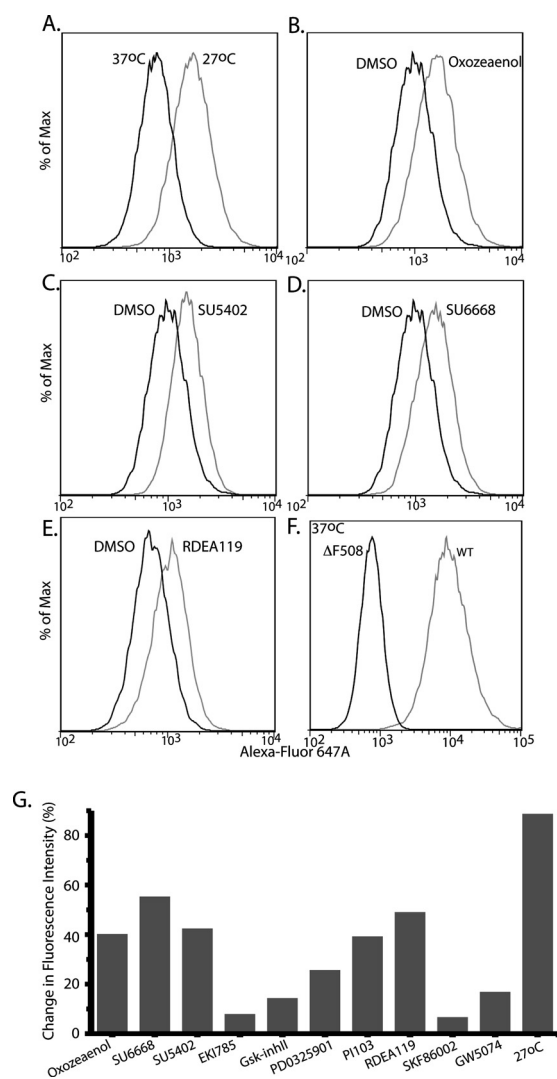 A.
B.
37ºC 27ºC
DMSO Oxozeaenol
% of Max
10² 10³ 10⁴
10² 10³ 10⁴
C.
D.
DMSO SU5402
DMSO SU6668
% of Max
10² 10³ 10⁴
10² 10³ 10⁴
E.
F.
37ºC
DMSO RDEA119
ΔF508 WT
% of Max
10² 10³ 10⁴
10² 10³ 10⁴ 10⁵
Alexa-Fluor 647A
G.
Change in Fluorescence Intensity (%)
80
60
40
20
0
Oxozeaenol SU6668 SU5402 EKI785 Gsk-inhII PD0325901 PI103 RDEA119 SKF86002 GW5074 27ºC